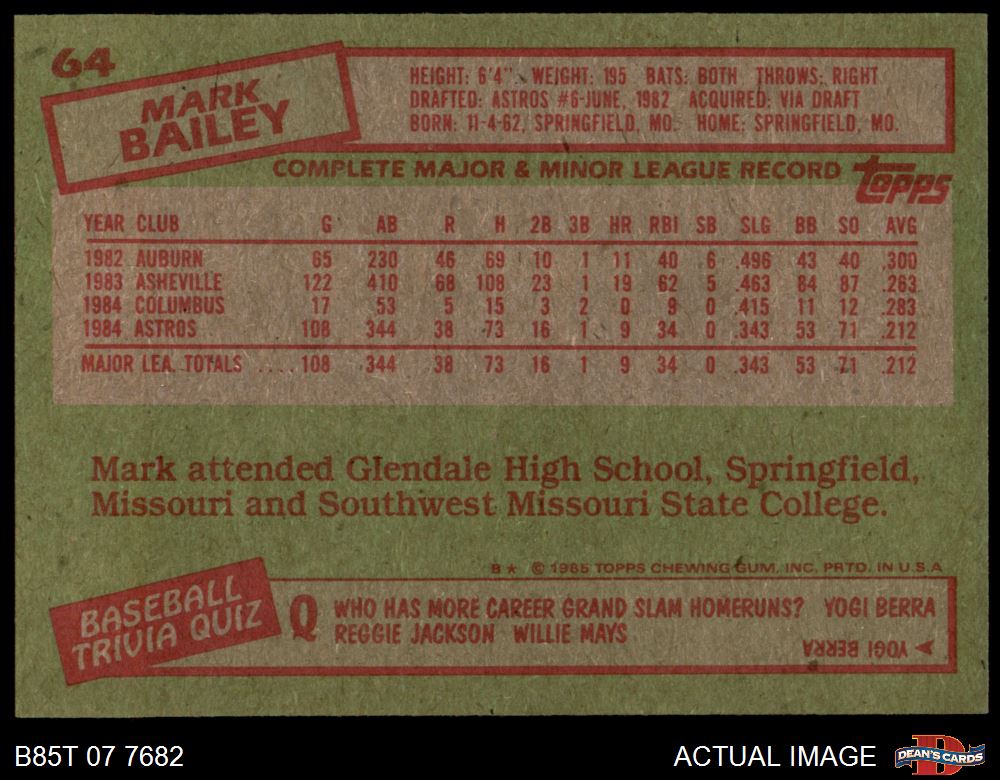 64
MARK
BAILEY
HEIGHT: 6'4" WEIGHT: 195 BATS: BOTH THROWS: RIGHT
DRAFTED: ASTROS #6-JUNE, 1982 ACQUIRED: VIA DRAFT
BORN: 11-4-62, SPRINGFIELD, MO. HOME: SPRINGFIELD, MO.
COMPLETE MAJOR & MINOR LEAGUE RECORD
topps
YEAR CLUB G AB R H 2B 3B HR RBI SB SLG BB SO AVG
1982 AUBURN 65 230 46 69 10 1 11 40 6 .496 43 40 .300
1983 ASHEVILLE 122 410 68 108 23 1 19 62 5 .463 84 87 .263
1984 COLUMBUS 17 53 5 15 3 2 0 9 0 .415 11 12 .283
1984 ASTROS 108 344 38 73 16 1 9 34 0 .343 53 71 .212
MAJOR LEA. TOTALS .... 108 344 38 73 16 1 9 34 0 .343 53 71 .212
Mark attended Glendale High School, Springfield,
Missouri and Southwest Missouri State College.
B★ © 1985 TOPPS CHEWING GUM, INC. PRTD. IN U.S.A
BASEBALL
TRIVIA QUIZ
Q WHO HAS MORE CAREER GRAND SLAM HOMERUNS? YOGI BERRA
REGGIE JACKSON WILLIE MAYS
YOGI BERRA
B85T 07 7682
ACTUAL IMAGE
DEAN'S CARDS